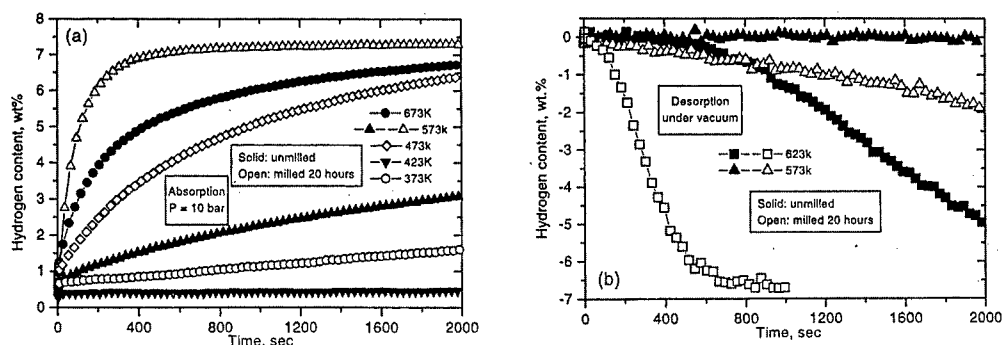 (a)
Hydrogen content, wt%
8
7
6
5
4
3
2
1
0
673K
573k
473k
423K
373K
Solid: unmilled
Open: milled 20 hours
Absorption
P = 10 bar
0 400 800 1200 1600 2000
Time, sec
Hydrogen content, wt.%
0
-1
-2
-3
-4
-5
-6
-7
Desorption
under vacuum
623k
573k
Solid: unmilled
Open: milled 20 hours
(b)
0 400 800 1200 1600 2000
Time, sec